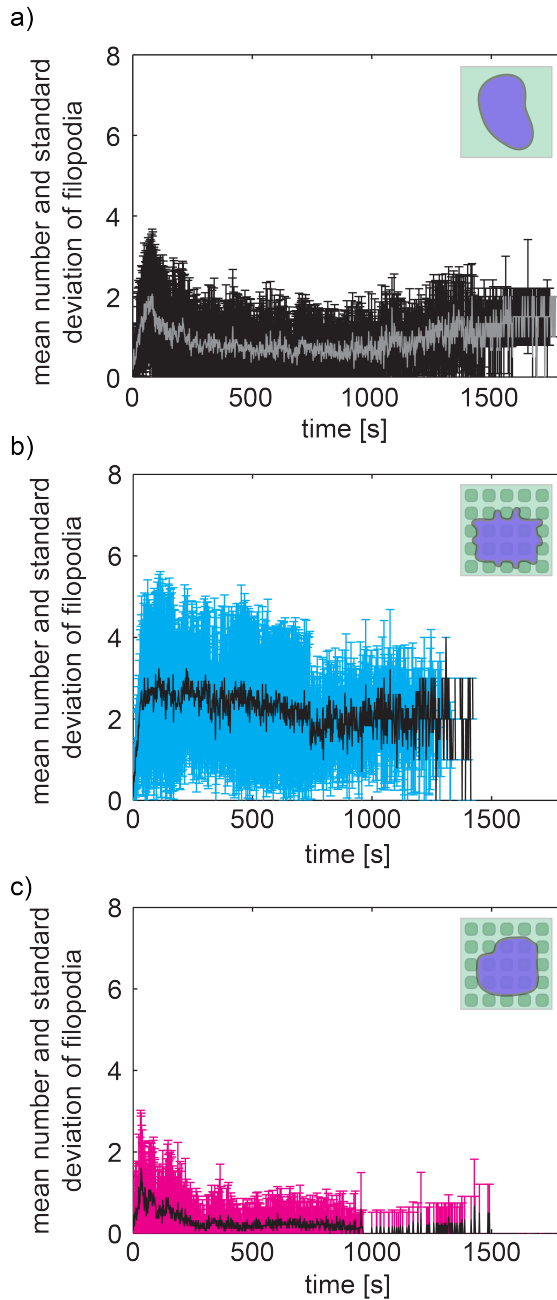 a)
mean number and standard
deviation of filopodia
8
6
4
2
0
0 500 1000 1500
time [s]
b)
mean number and standard
deviation of filopodia
8
6
4
2
0
0 500 1000 1500
time [s]
c)
mean number and standard
deviation of filopodia
8
6
4
2
0
0 500 1000 1500
time [s]